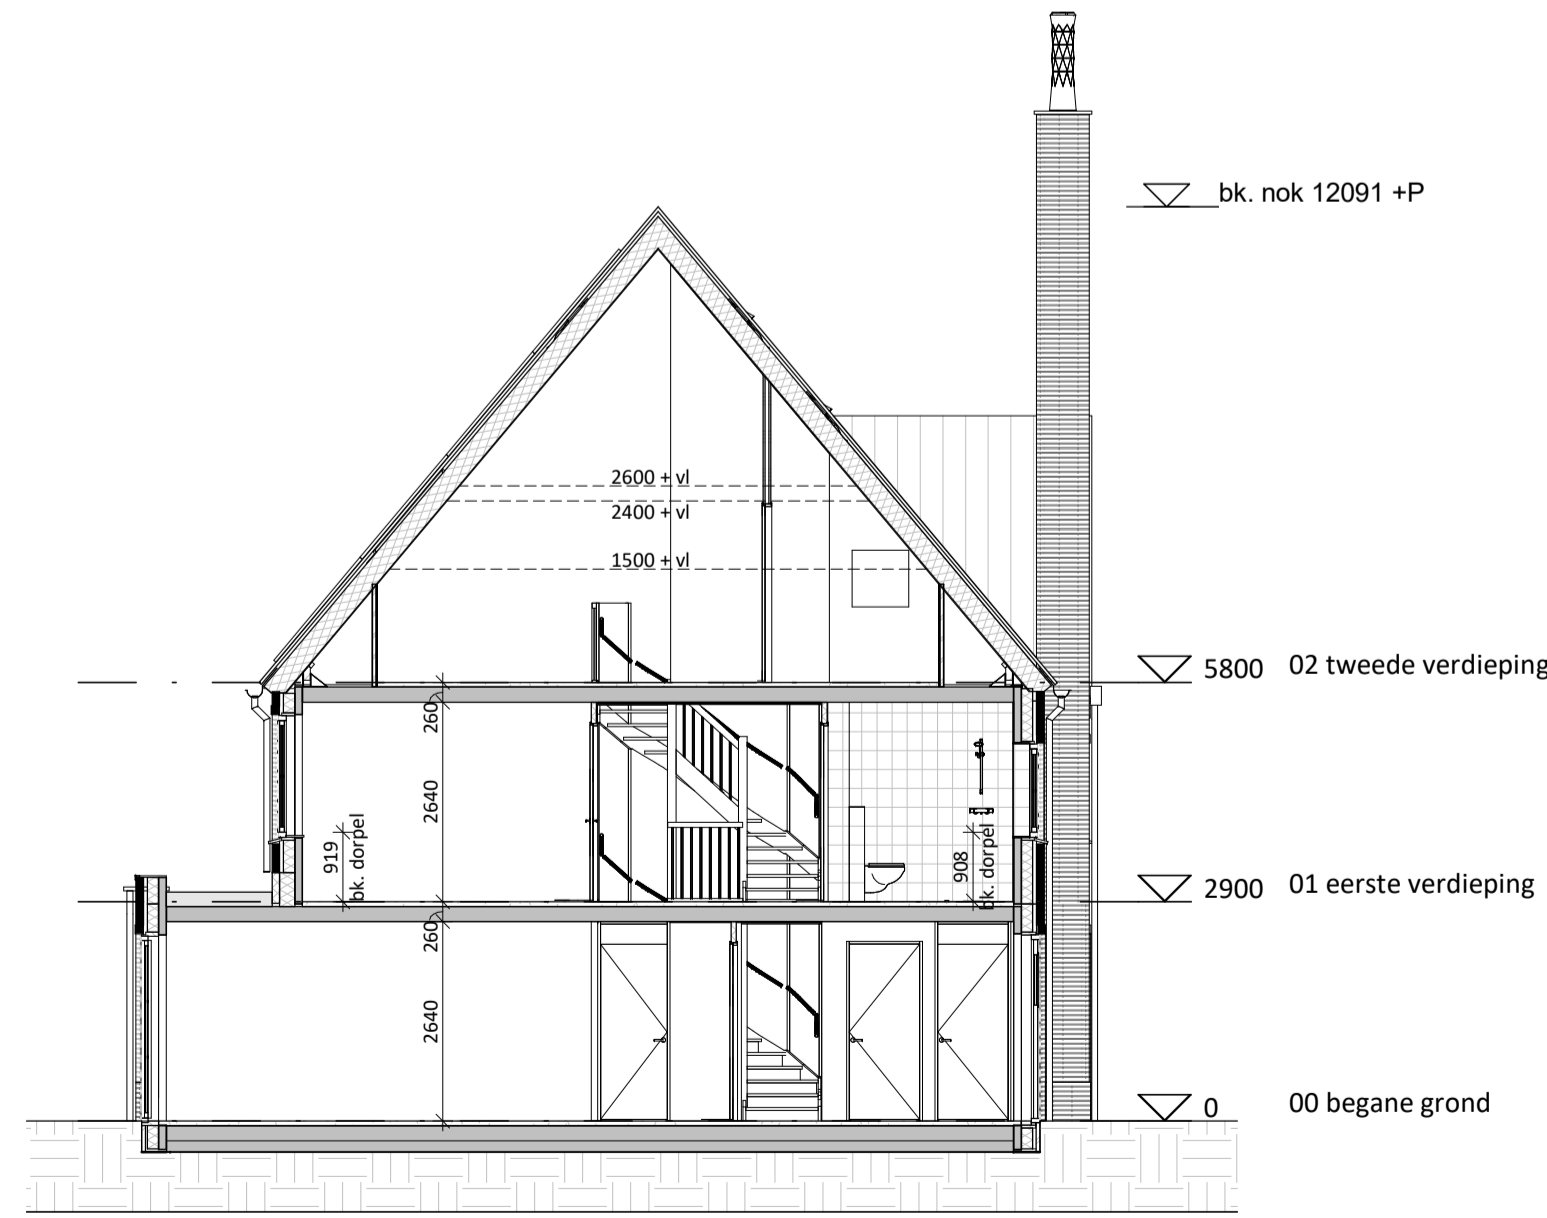 bk. nok 12091 +P
2600 + vl
2400 + vl
1500 + vl
5800 02 tweede verdieping
260
2640
919
bk. dorpel
908
bk. dorpel
2900 01 eerste verdieping
260
2640
0 00 begane grond